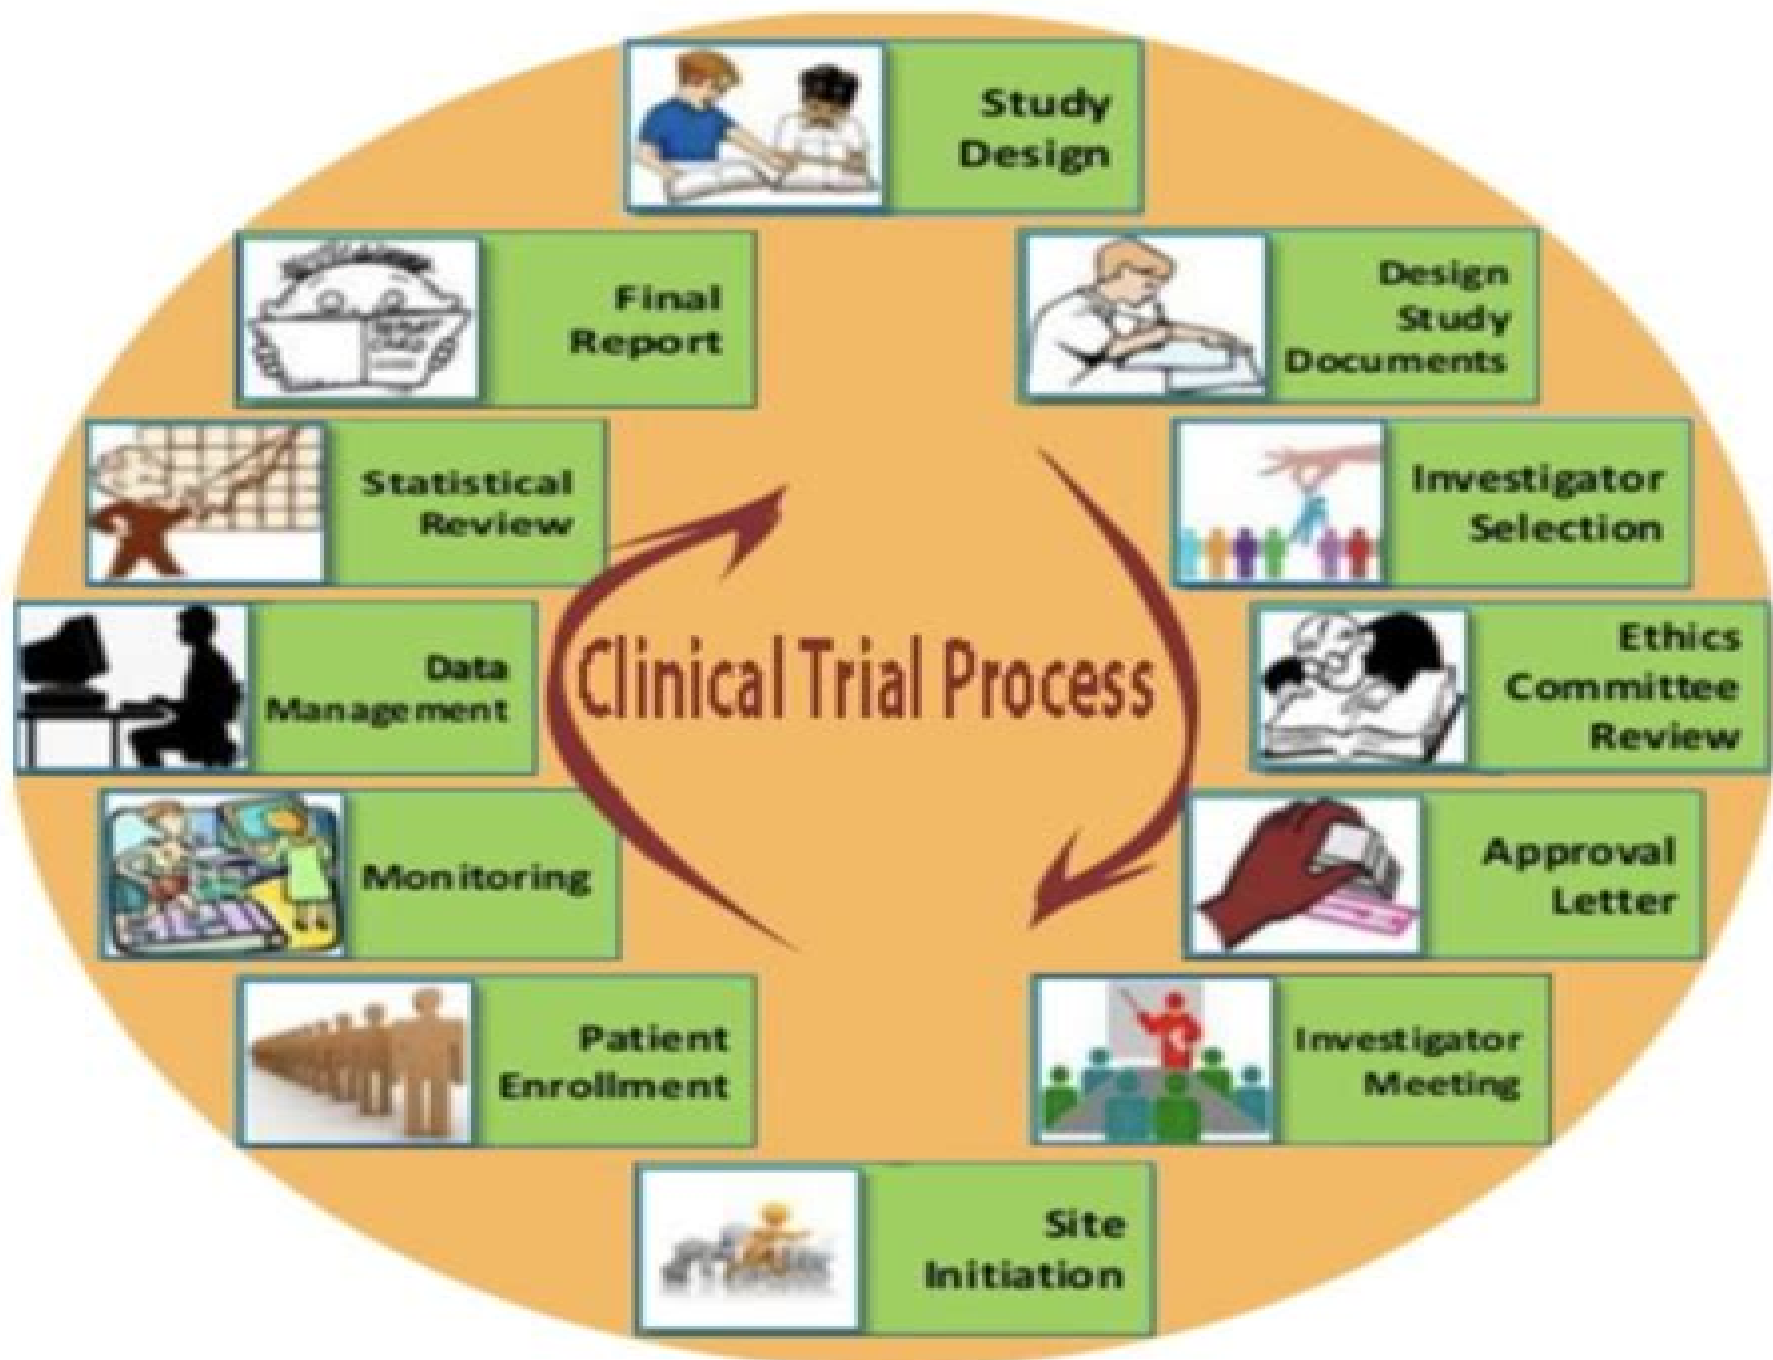 Study
Design
Design
Study
Documents
Investigator
Selection
Ethics
Committee
Review
Approval
Letter
Investigator
Meeting
Site
Initiation
Patient
Enrollment
Monitoring
Data
Management
Statistical
Review
Final
Report
Clinical Trial Process